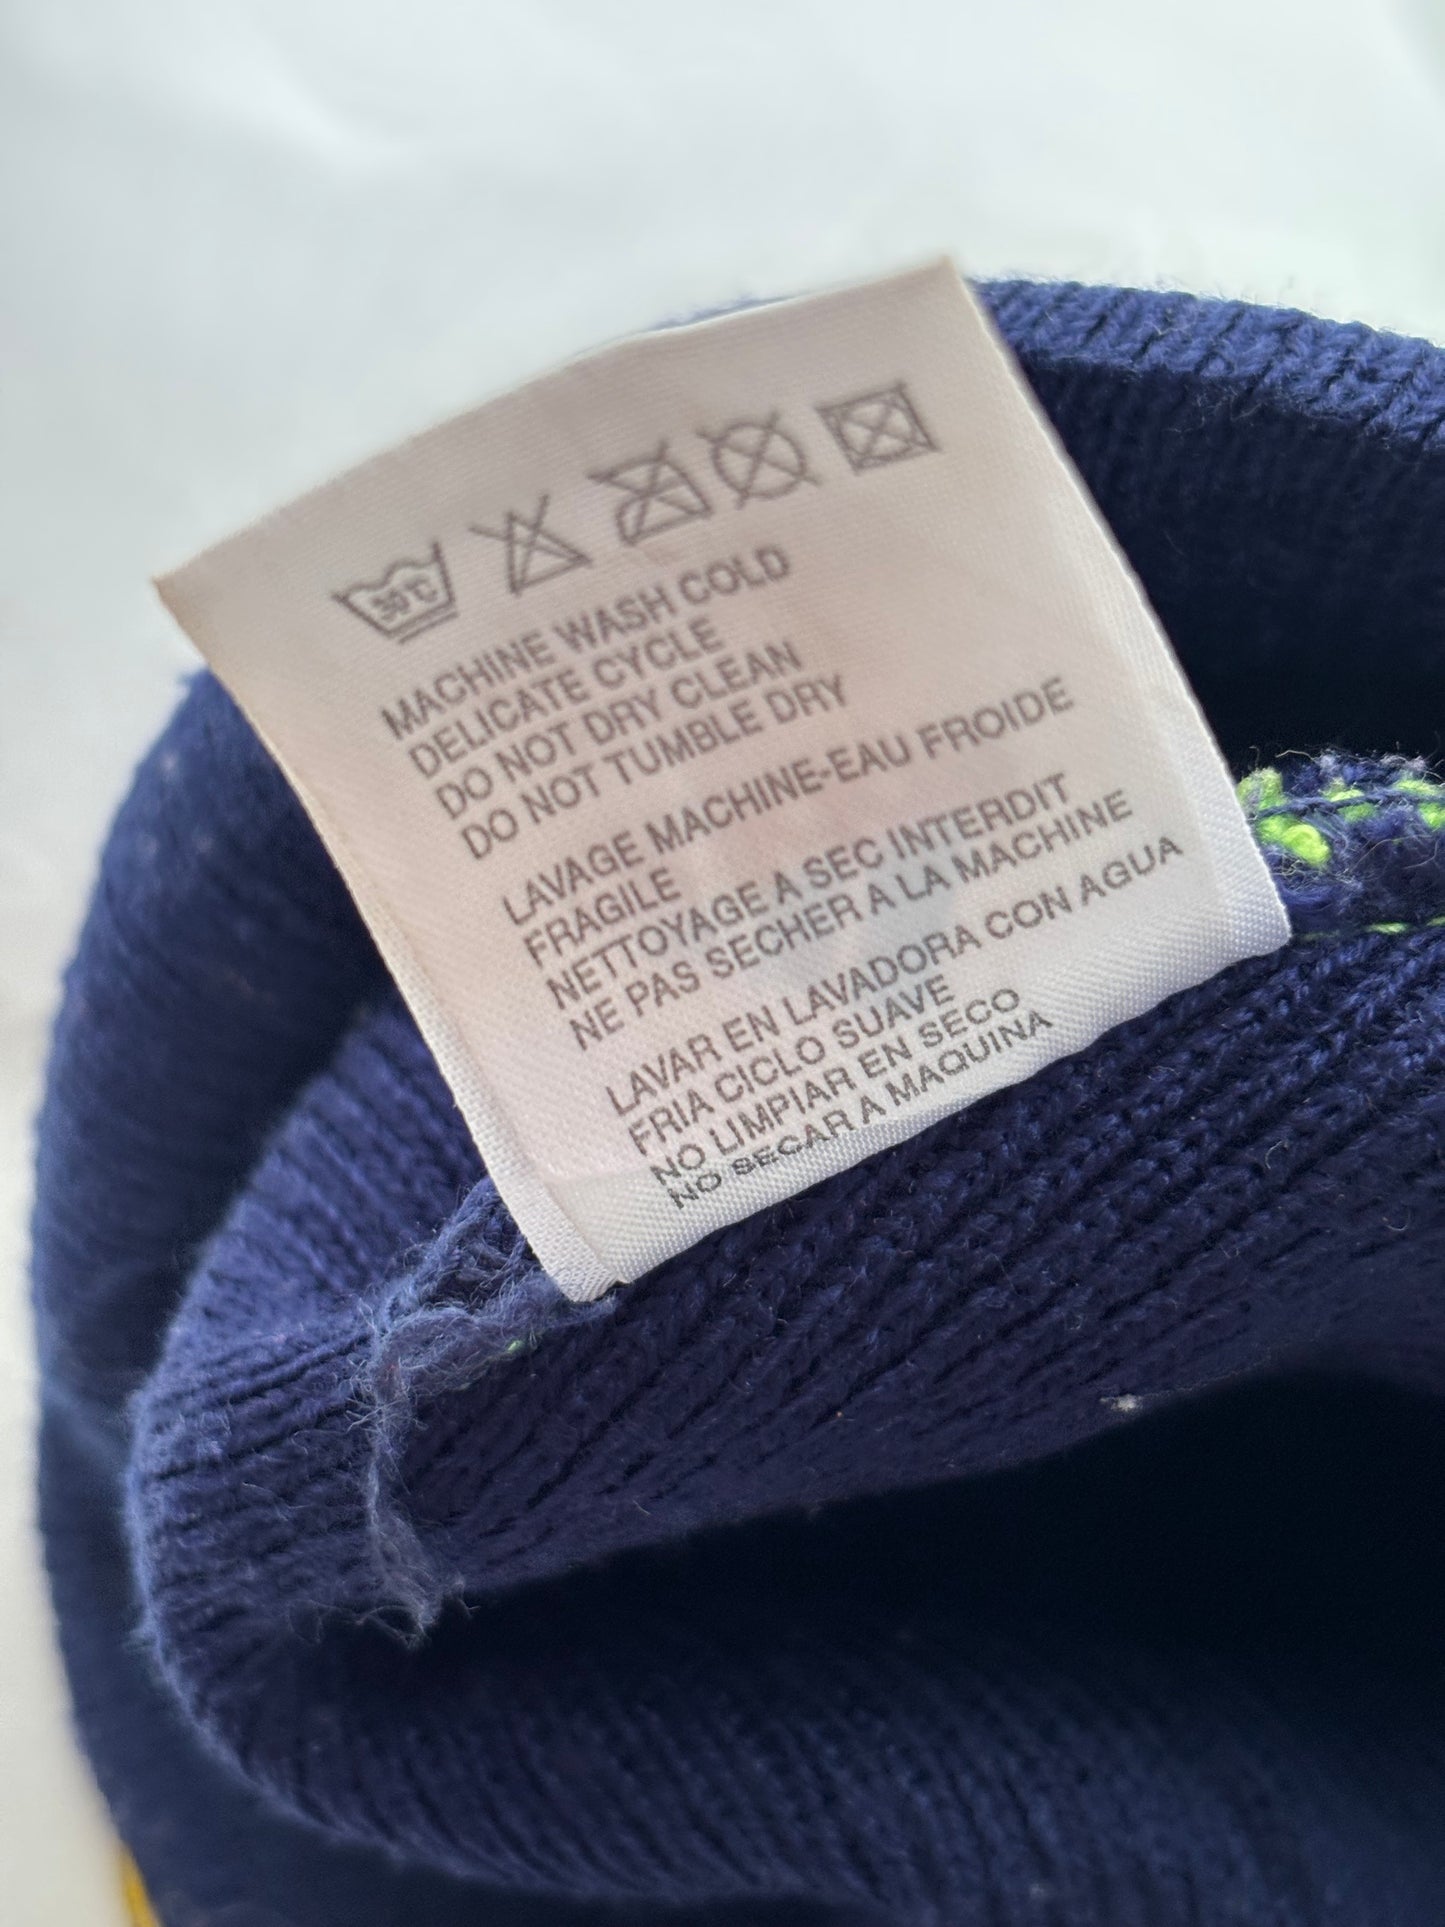 30°C
MACHINE WASH COLD
DELICATE CYCLE
DO NOT DRY CLEAN
DO NOT TUMBLE DRY
LAVAGE MACHINE-EAU FROIDE
FRAGILE
NETTOYAGE A SEC INTERDIT
NE PAS SECHER A LA MACHINE
LAVAR EN LAVADORA CON AGUA
FRIA CICLO SUAVE
NO LIMPIAR EN SECO
NO SECAR A MAQUINA